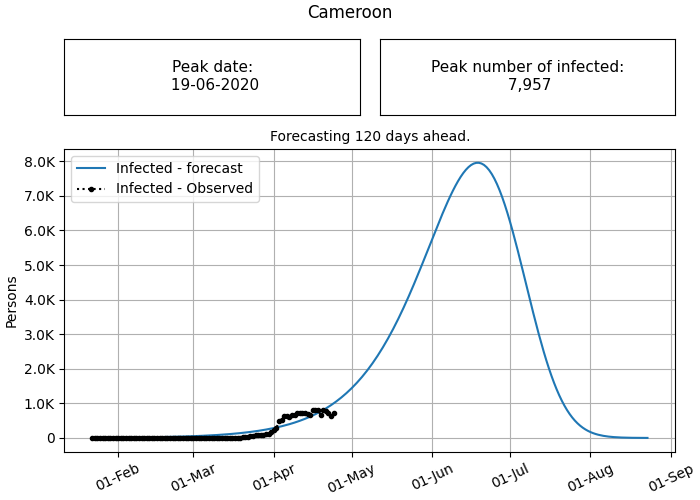 Cameroon
Peak date:
19-06-2020
Peak number of infected:
7,957
Forecasting 120 days ahead.
Infected - forecast
Infected - Observed
8.0K
7.0K
6.0K
5.0K
4.0K
3.0K
2.0K
1.0K
0
Persons
01-Feb
01-Mar
01-Apr
01-May
01-Jun
01-Jul
01-Aug
01-Sep